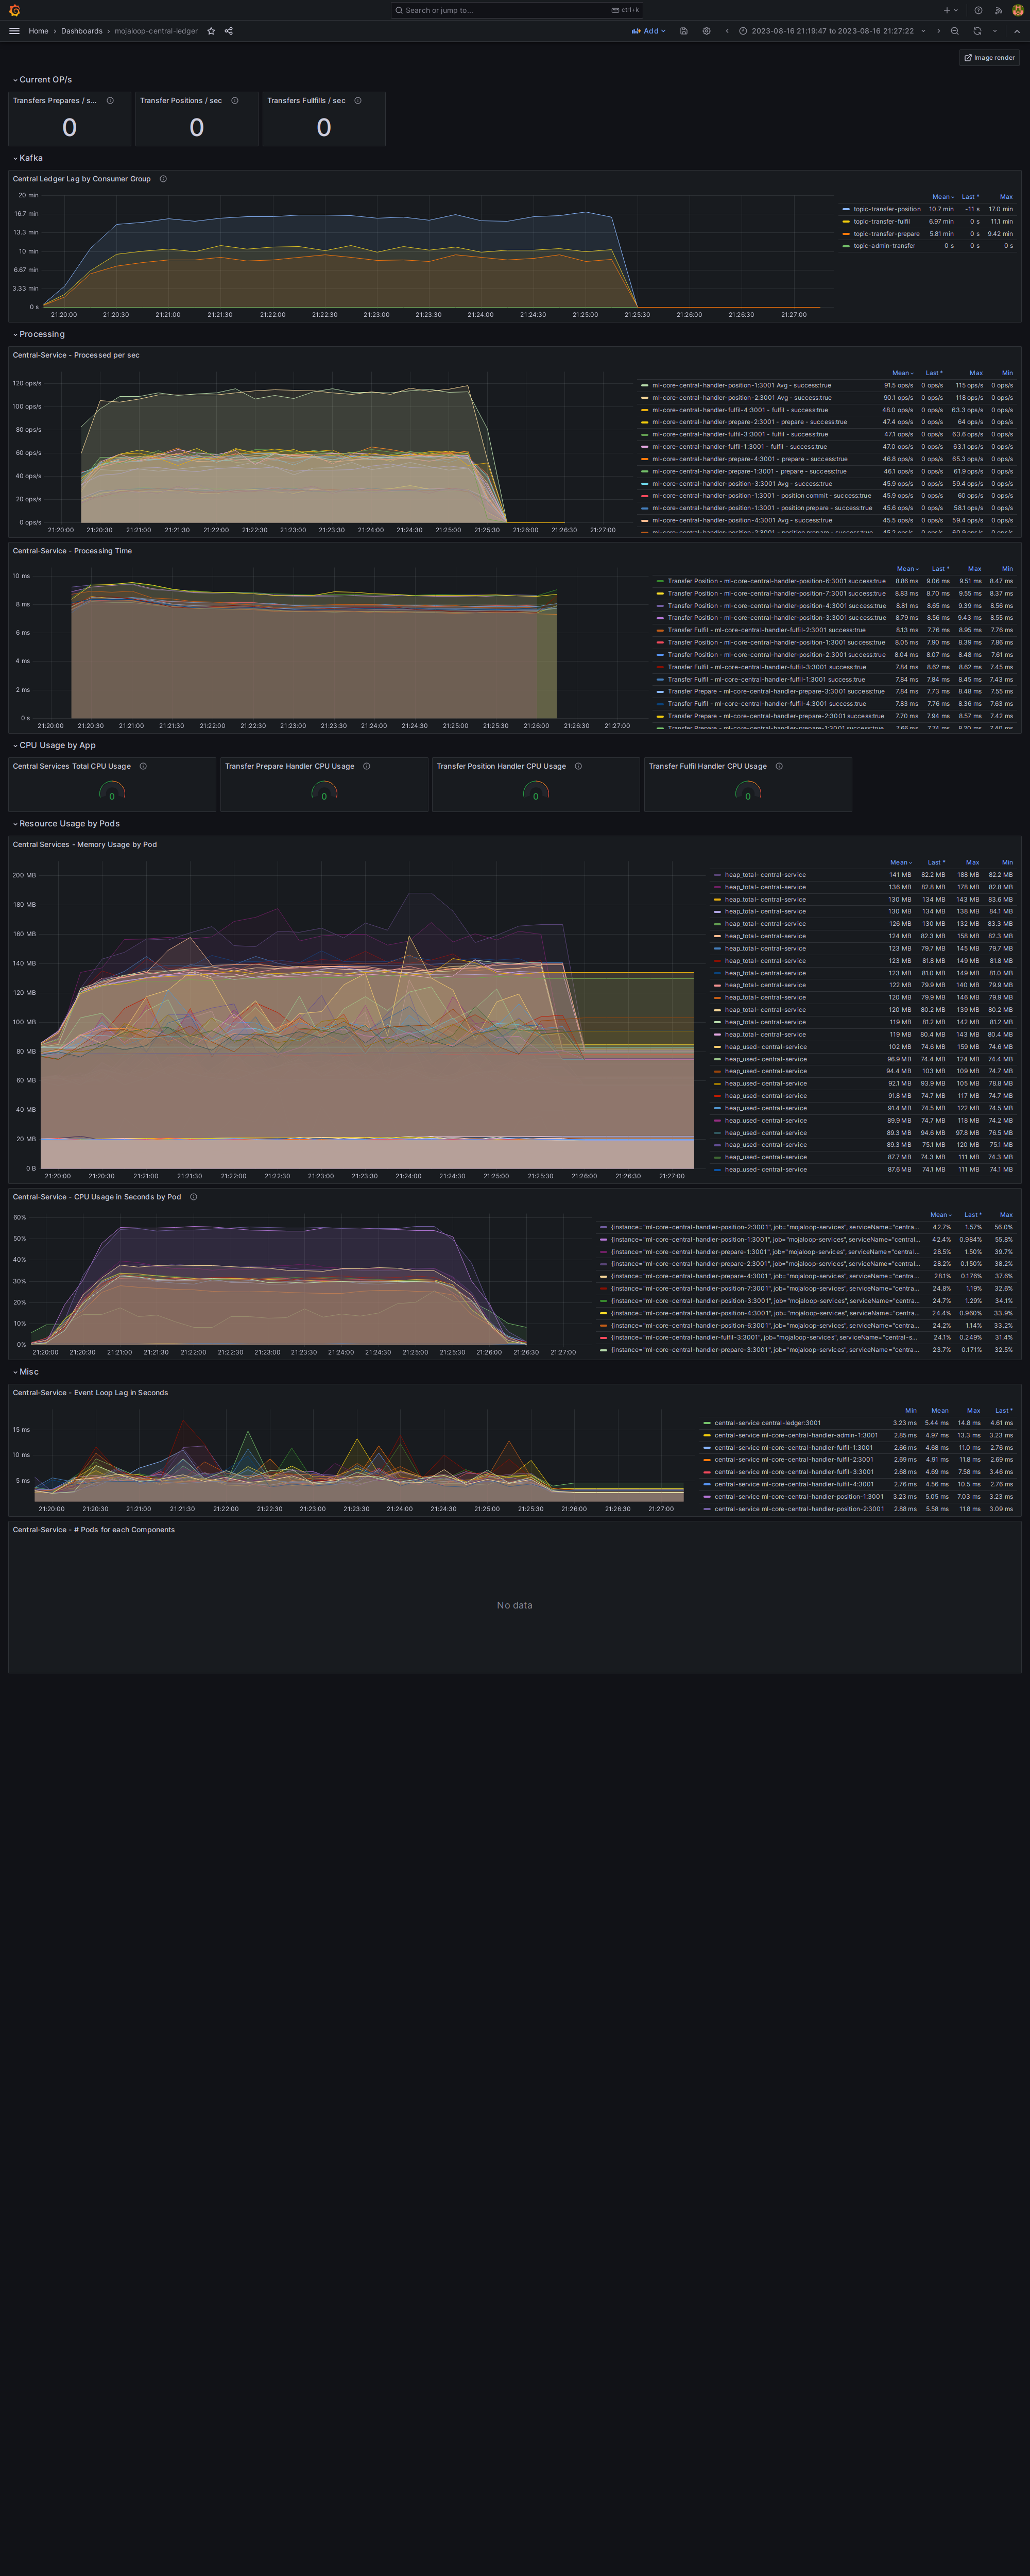 Search or jump to...
ctrl+k
Home › Dashboards › mojaloop-central-ledger
Add
2023-08-16 21:19:47 to 2023-08-16 21:27:22
Image render
Current OP/s
Transfers Prepares / s...
Transfer Positions / sec
Transfers Fullfills / sec
0
0
0
Kafka
Central Ledger Lag by Consumer Group
20 min
16.7 min
13.3 min
10 min
6.67 min
3.33 min
0 s
21:20:00 21:20:30 21:21:00 21:21:30 21:22:00 21:22:30 21:23:00 21:23:30 21:24:00 21:24:30 21:25:00 21:25:30 21:26:00 21:26:30 21:27:00
Mean Last * Max
topic-transfer-position 10.7 min -11 s 17.0 min
topic-transfer-fulfil 6.97 min 0 s 11.1 min
topic-transfer-prepare 5.81 min 0 s 9.42 min
topic-admin-transfer 0 s 0 s 0 s
Processing
Central-Service - Processed per sec
120 ops/s
100 ops/s
80 ops/s
60 ops/s
40 ops/s
20 ops/s
0 ops/s
21:20:00 21:20:30 21:21:00 21:21:30 21:22:00 21:22:30 21:23:00 21:23:30 21:24:00 21:24:30 21:25:00 21:25:30 21:26:00 21:26:30 21:27:00
Mean Last * Max Min
ml-core-central-handler-position-1:3001 Avg - success:true 91.5 ops/s 0 ops/s 115 ops/s 0 ops/s
ml-core-central-handler-position-2:3001 Avg - success:true 90.1 ops/s 0 ops/s 118 ops/s 0 ops/s
ml-core-central-handler-fulfil-4:3001 - fulfil - success:true 48.0 ops/s 0 ops/s 63.3 ops/s 0 ops/s
ml-core-central-handler-prepare-2:3001 - prepare - success:true 47.4 ops/s 0 ops/s 64 ops/s 0 ops/s
ml-core-central-handler-fulfil-3:3001 - fulfil - success:true 47.1 ops/s 0 ops/s 63.6 ops/s 0 ops/s
ml-core-central-handler-fulfil-1:3001 - fulfil - success:true 47.0 ops/s 0 ops/s 63.1 ops/s 0 ops/s
ml-core-central-handler-prepare-4:3001 - prepare - success:true 46.8 ops/s 0 ops/s 65.3 ops/s 0 ops/s
ml-core-central-handler-prepare-1:3001 - prepare - success:true 46.1 ops/s 0 ops/s 61.9 ops/s 0 ops/s
ml-core-central-handler-position-3:3001 Avg - success:true 45.9 ops/s 0 ops/s 59.4 ops/s 0 ops/s
ml-core-central-handler-position-1:3001 - position commit - success:true 45.9 ops/s 0 ops/s 60 ops/s 0 ops/s
ml-core-central-handler-position-1:3001 - position prepare - success:true 45.6 ops/s 0 ops/s 58.1 ops/s 0 ops/s
ml-core-central-handler-position-4:3001 Avg - success:true 45.5 ops/s 0 ops/s 59.4 ops/s 0 ops/s
ml-core-central-handler-position-2:3001 - position prepare - success:true 45.2 ops/s 0 ops/s 60.9 ops/s 0 ops/s
Central-Service - Processing Time
10 ms
8 ms
6 ms
4 ms
2 ms
0 s
21:20:00 21:20:30 21:21:00 21:21:30 21:22:00 21:22:30 21:23:00 21:23:30 21:24:00 21:24:30 21:25:00 21:25:30 21:26:00 21:26:30 21:27:00
Mean Last * Max Min
Transfer Position - ml-core-central-handler-position-6:3001 success:true 8.86 ms 9.06 ms 9.51 ms 8.47 ms
Transfer Position - ml-core-central-handler-position-7:3001 success:true 8.83 ms 8.70 ms 9.55 ms 8.37 ms
Transfer Position - ml-core-central-handler-position-4:3001 success:true 8.81 ms 8.65 ms 9.39 ms 8.56 ms
Transfer Position - ml-core-central-handler-position-3:3001 success:true 8.79 ms 8.56 ms 9.43 ms 8.55 ms
Transfer Fulfil - ml-core-central-handler-fulfil-2:3001 success:true 8.13 ms 7.76 ms 8.95 ms 7.76 ms
Transfer Position - ml-core-central-handler-position-1:3001 success:true 8.05 ms 7.90 ms 8.39 ms 7.86 ms
Transfer Position - ml-core-central-handler-position-2:3001 success:true 8.04 ms 8.07 ms 8.48 ms 7.61 ms
Transfer Fulfil - ml-core-central-handler-fulfil-3:3001 success:true 7.84 ms 8.62 ms 8.62 ms 7.45 ms
Transfer Fulfil - ml-core-central-handler-fulfil-1:3001 success:true 7.84 ms 7.84 ms 8.45 ms 7.43 ms
Transfer Prepare - ml-core-central-handler-prepare-3:3001 success:true 7.84 ms 7.73 ms 8.48 ms 7.55 ms
Transfer Fulfil - ml-core-central-handler-fulfil-4:3001 success:true 7.83 ms 7.76 ms 8.36 ms 7.63 ms
Transfer Prepare - ml-core-central-handler-prepare-2:3001 success:true 7.70 ms 7.94 ms 8.57 ms 7.42 ms
Transfer Prepare - ml-core-central-handler-prepare-1:3001 success:true 7.66 ms 7.74 ms 8.20 ms 7.40 ms
CPU Usage by App
Central Services Total CPU Usage
Transfer Prepare Handler CPU Usage
Transfer Position Handler CPU Usage
Transfer Fulfil Handler CPU Usage
0
0
0
0
Resource Usage by Pods
Central Services - Memory Usage by Pod
200 MB
180 MB
160 MB
140 MB
120 MB
100 MB
80 MB
60 MB
40 MB
20 MB
0 B
21:20:00 21:20:30 21:21:00 21:21:30 21:22:00 21:22:30 21:23:00 21:23:30 21:24:00 21:24:30 21:25:00 21:25:30 21:26:00 21:26:30 21:27:00
Mean Last * Max Min
heap_total- central-service 141 MB 82.2 MB 188 MB 82.2 MB
heap_total- central-service 136 MB 82.8 MB 178 MB 82.8 MB
heap_total- central-service 130 MB 134 MB 143 MB 83.6 MB
heap_total- central-service 130 MB 134 MB 138 MB 84.1 MB
heap_total- central-service 126 MB 130 MB 132 MB 83.3 MB
heap_total- central-service 124 MB 82.3 MB 158 MB 82.3 MB
heap_total- central-service 123 MB 79.7 MB 145 MB 79.7 MB
heap_total- central-service 123 MB 81.8 MB 149 MB 81.8 MB
heap_total- central-service 123 MB 81.0 MB 149 MB 81.0 MB
heap_total- central-service 122 MB 79.9 MB 140 MB 79.9 MB
heap_total- central-service 120 MB 79.9 MB 146 MB 79.9 MB
heap_total- central-service 120 MB 80.2 MB 139 MB 80.2 MB
heap_total- central-service 119 MB 81.2 MB 142 MB 81.2 MB
heap_total- central-service 119 MB 80.4 MB 143 MB 80.4 MB
heap_used- central-service 102 MB 74.6 MB 159 MB 74.6 MB
heap_used- central-service 96.9 MB 74.4 MB 124 MB 74.4 MB
heap_used- central-service 94.4 MB 103 MB 109 MB 74.7 MB
heap_used- central-service 92.1 MB 93.9 MB 105 MB 78.8 MB
heap_used- central-service 91.8 MB 74.7 MB 117 MB 74.7 MB
heap_used- central-service 91.4 MB 74.5 MB 122 MB 74.5 MB
heap_used- central-service 89.9 MB 74.7 MB 118 MB 74.2 MB
heap_used- central-service 89.3 MB 94.6 MB 97.8 MB 76.5 MB
heap_used- central-service 89.3 MB 75.1 MB 120 MB 75.1 MB
heap_used- central-service 87.7 MB 74.3 MB 111 MB 74.3 MB
heap_used- central-service 87.6 MB 74.1 MB 111 MB 74.1 MB
Central-Service - CPU Usage in Seconds by Pod
60%
50%
40%
30%
20%
10%
0%
21:20:00 21:20:30 21:21:00 21:21:30 21:22:00 21:22:30 21:23:00 21:23:30 21:24:00 21:24:30 21:25:00 21:25:30 21:26:00 21:26:30 21:27:00
Mean Last * Max
{instance="ml-core-central-handler-position-2:3001", job="mojaloop-services", serviceName="centra... 42.7% 1.57% 56.0%
{instance="ml-core-central-handler-position-1:3001", job="mojaloop-services", serviceName="central... 42.4% 0.984% 55.8%
{instance="ml-core-central-handler-prepare-1:3001", job="mojaloop-services", serviceName="central... 28.5% 1.50% 39.7%
{instance="ml-core-central-handler-prepare-2:3001", job="mojaloop-services", serviceName="central... 28.2% 0.150% 38.2%
{instance="ml-core-central-handler-prepare-4:3001", job="mojaloop-services", serviceName="centra... 28.1% 0.176% 37.6%
{instance="ml-core-central-handler-position-7:3001", job="mojaloop-services", serviceName="centra... 24.8% 1.19% 32.6%
{instance="ml-core-central-handler-position-3:3001", job="mojaloop-services", serviceName="centra... 24.7% 1.29% 34.1%
{instance="ml-core-central-handler-position-4:3001", job="mojaloop-services", serviceName="centra... 24.4% 0.960% 33.9%
{instance="ml-core-central-handler-position-6:3001", job="mojaloop-services", serviceName="centra... 24.2% 1.14% 33.2%
{instance="ml-core-central-handler-fulfil-3:3001", job="mojaloop-services", serviceName="central-s... 24.1% 0.249% 31.4%
{instance="ml-core-central-handler-prepare-3:3001", job="mojaloop-services", serviceName="centra... 23.7% 0.171% 32.5%
Misc
Central-Service - Event Loop Lag in Seconds
15 ms
10 ms
5 ms
21:20:00 21:20:30 21:21:00 21:21:30 21:22:00 21:22:30 21:23:00 21:23:30 21:24:00 21:24:30 21:25:00 21:25:30 21:26:00 21:26:30 21:27:00
Min Mean Max Last *
central-service central-ledger:3001 3.23 ms 5.44 ms 14.8 ms 4.61 ms
central-service ml-core-central-handler-admin-1:3001 2.85 ms 4.97 ms 13.3 ms 3.23 ms
central-service ml-core-central-handler-fulfil-1:3001 2.66 ms 4.68 ms 11.0 ms 2.76 ms
central-service ml-core-central-handler-fulfil-2:3001 2.69 ms 4.91 ms 11.8 ms 2.69 ms
central-service ml-core-central-handler-fulfil-3:3001 2.68 ms 4.69 ms 7.58 ms 3.46 ms
central-service ml-core-central-handler-fulfil-4:3001 2.76 ms 4.56 ms 10.5 ms 2.76 ms
central-service ml-core-central-handler-position-1:3001 3.23 ms 5.05 ms 7.03 ms 3.23 ms
central-service ml-core-central-handler-position-2:3001 2.88 ms 5.58 ms 11.8 ms 3.09 ms
Central-Service - # Pods for each Components
No data